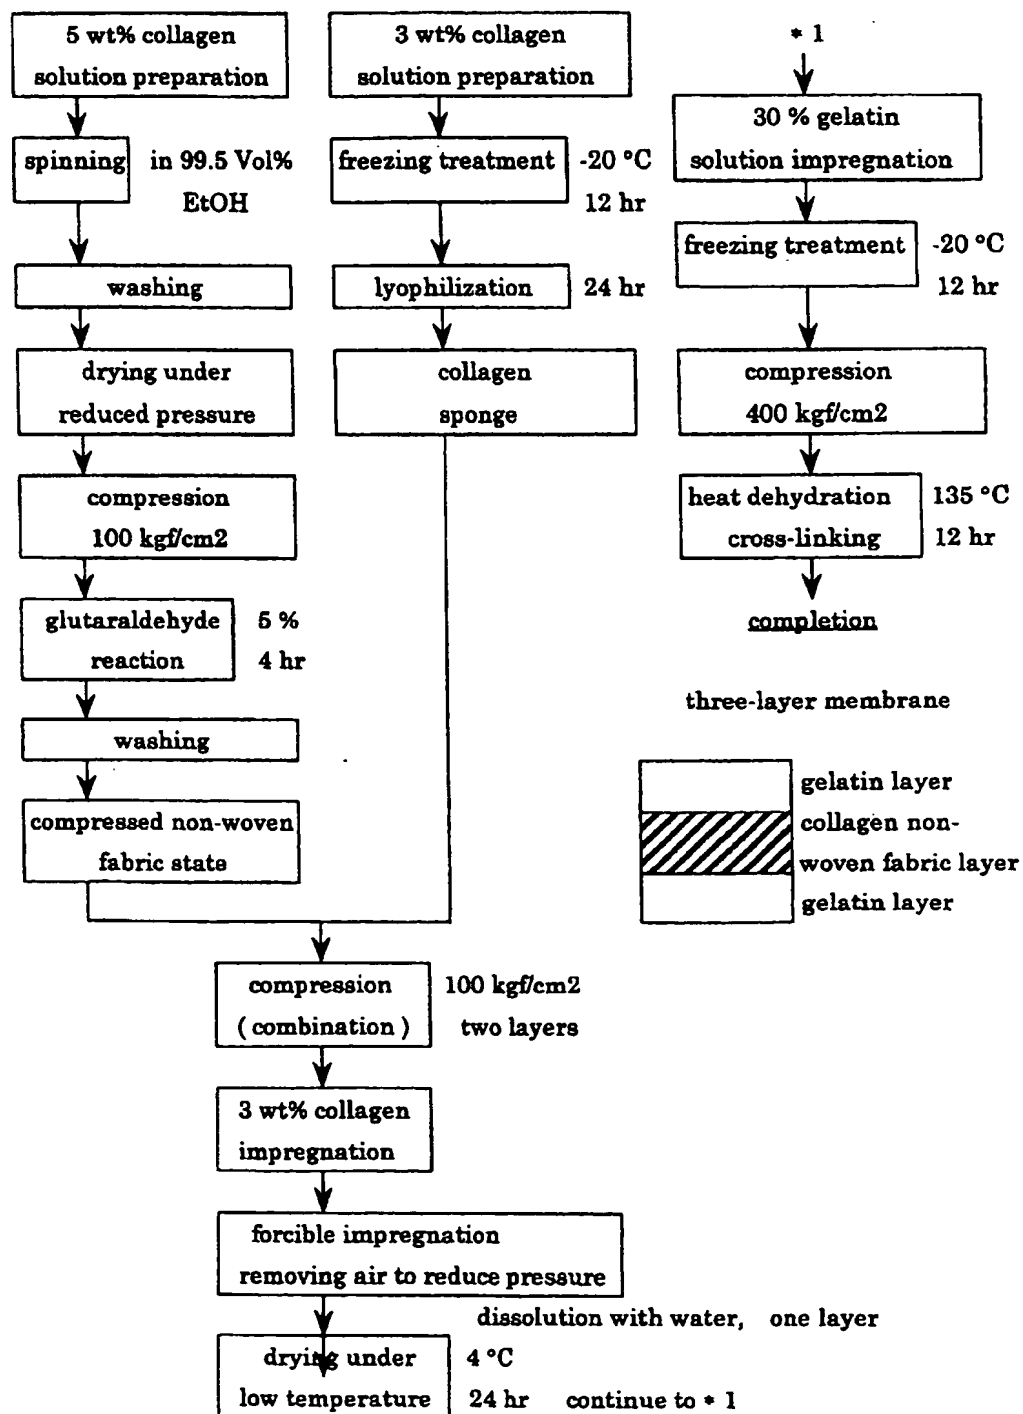 5 wt% collagen
solution preparation
spinning
in 99.5 Vol%
EtOH
washing
drying under
reduced pressure
compression
100 kgf/cm2
glutaraldehyde
reaction
5 %
4 hr
washing
compressed non-woven
fabric state
3 wt% collagen
solution preparation
freezing treatment
-20 °C
12 hr
lyophilization
24 hr
collagen
sponge
compression
( combination )
100 kgf/cm2
two layers
3 wt% collagen
impregnation
forcible impregnation
removing air to reduce pressure
dissolution with water, one layer
drying under
low temperature
4 °C
24 hr continue to * 1
* 1
30 % gelatin
solution impregnation
freezing treatment
-20 °C
12 hr
compression
400 kgf/cm2
heat dehydration
cross-linking
135 °C
12 hr
completion
three-layer membrane
gelatin layer
collagen non-
woven fabric layer
gelatin layer